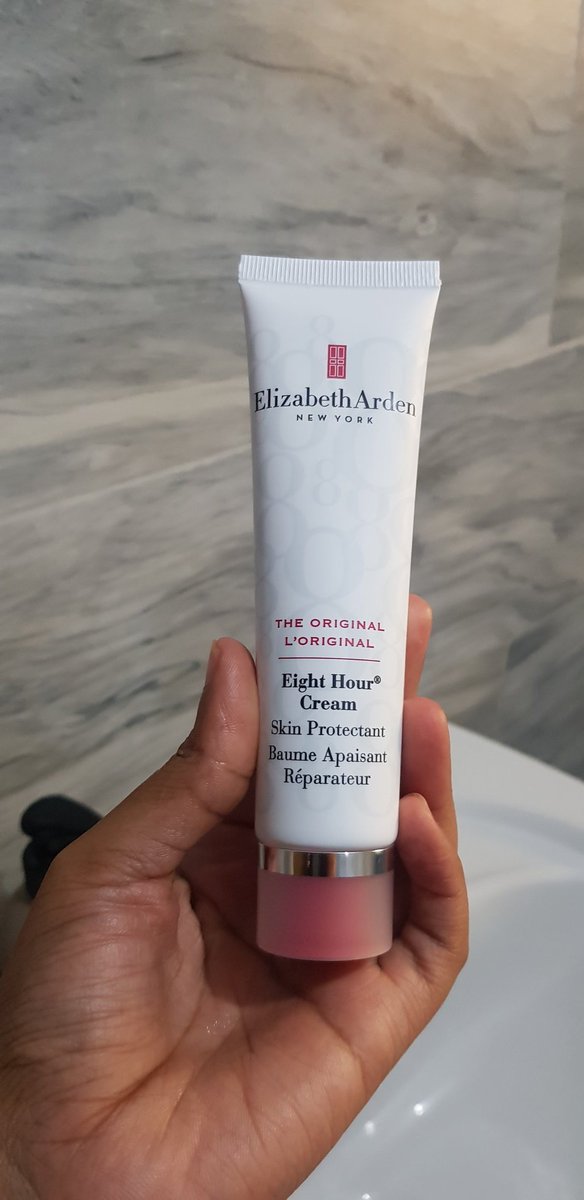 ElizabethArden
NEW YORK
THE ORIGINAL
L'ORIGINAL
Eight Hour®
Cream
Skin Protectant
Baume Apaisant
Réparateur